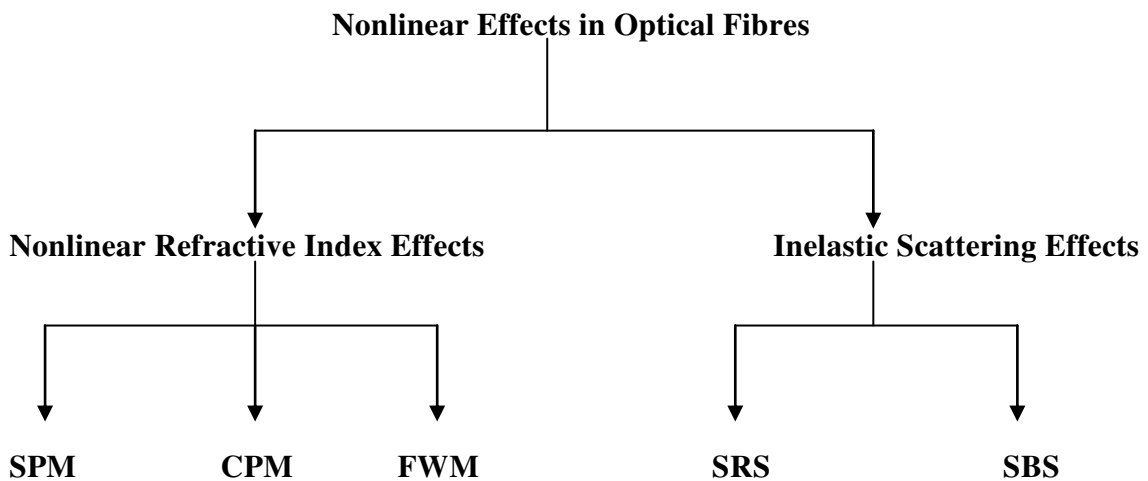 Nonlinear Effects in Optical Fibres
Nonlinear Refractive Index Effects
Inelastic Scattering Effects
SPM
CPM
FWM
SRS
SBS